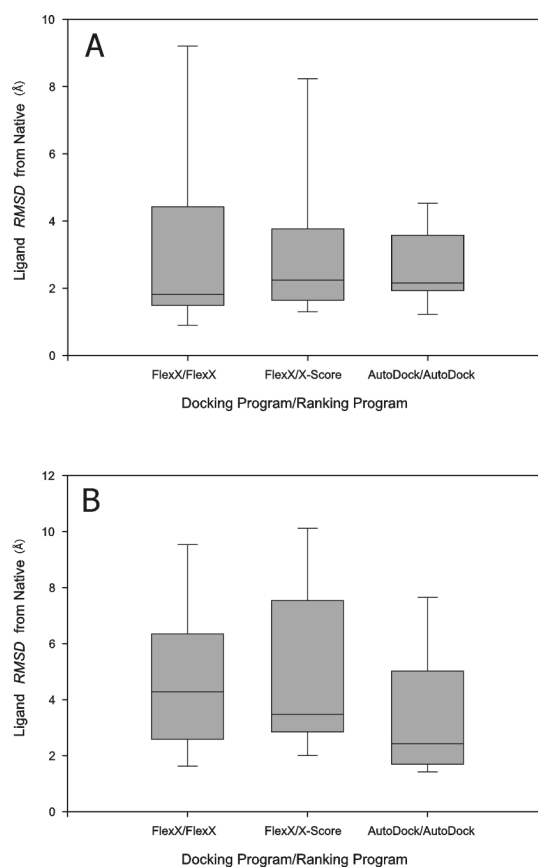 A
10
8
6
4
2
0
Ligand RMSD from Native (Å)
FlexX/FlexX FlexX/X-Score AutoDock/AutoDock
Docking Program/Ranking Program
B
12
10
8
6
4
2
0
Ligand RMSD from Native (Å)
FlexX/FlexX FlexX/X-Score AutoDock/AutoDock
Docking Program/Ranking Program